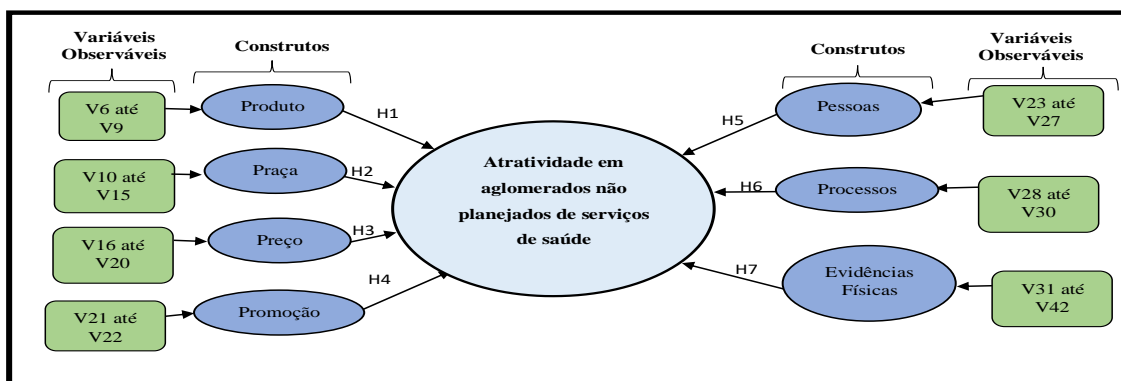 Variáveis
Observáveis
Construtos
V6 até
V9
Produto
H1
V10 até
V15
Praça
H2
V16 até
V20
Preço
H3
V21 até
V22
Promoção
H4
Atratividade em
aglomerados não
planejados de serviços
de saúde
Construtos
Variáveis
Observáveis
H5
Pessoas
V23 até
V27
H6
Processos
V28 até
V30
H7
Evidências
Físicas
V31 até
V42